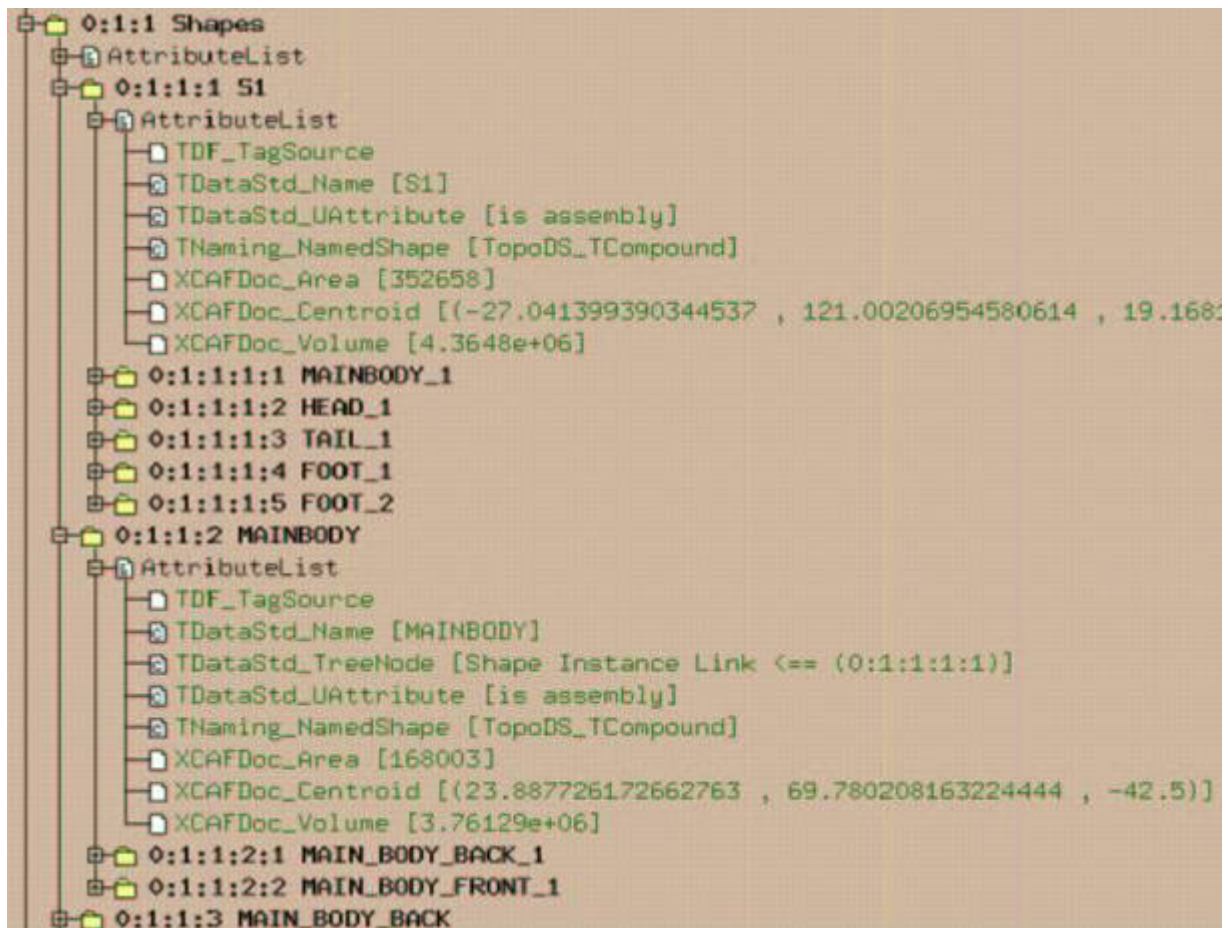 0:1:1 Shapes
AttributeList
0:1:1:1 S1
AttributeList
TDF_TagSource
TDataStd_Name [S1]
TDataStd_UAttribute [is assembly]
TNaming_NamedShape [TopoDS_TCompound]
XCAFDoc_Area [352658]
XCAFDoc_Centroid [(-27.041399390344537 , 121.00206954580614 , 19.168
XCAFDoc_Volume [4.3648e+06]
0:1:1:1:1 MAINBODY_1
0:1:1:1:2 HEAD_1
0:1:1:1:3 TAIL_1
0:1:1:1:4 FOOT_1
0:1:1:1:5 FOOT_2
0:1:1:2 MAINBODY
AttributeList
TDF_TagSource
TDataStd_Name [MAINBODY]
TDataStd_TreeNode [Shape Instance Link <== (0:1:1:1:1)]
TDataStd_UAttribute [is assembly]
TNaming_NamedShape [TopoDS_TCompound]
XCAFDoc_Area [168003]
XCAFDoc_Centroid [(23.887726172662763 , 69.780208163224444 , -42.5)]
XCAFDoc_Volume [3.76129e+06]
0:1:1:2:1 MAIN_BODY_BACK_1
0:1:1:2:2 MAIN_BODY_FRONT_1
0:1:1:3 MAIN_BODY_BACK